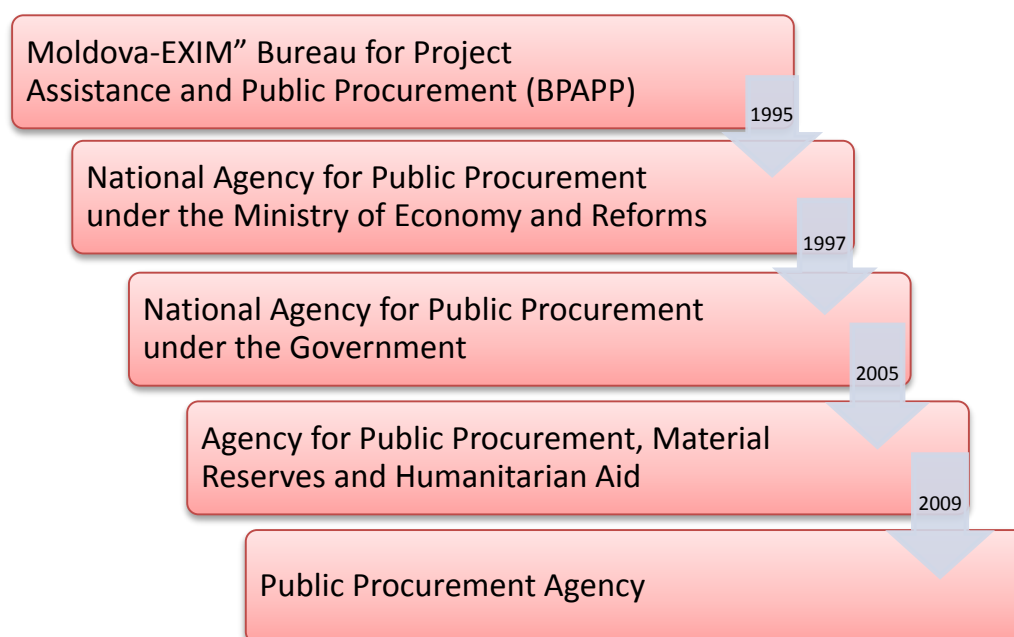 Moldova-EXIM” Bureau for Project
Assistance and Public Procurement (BPAPP)
1995
National Agency for Public Procurement
under the Ministry of Economy and Reforms
1997
National Agency for Public Procurement
under the Government
2005
Agency for Public Procurement, Material
Reserves and Humanitarian Aid
2009
Public Procurement Agency